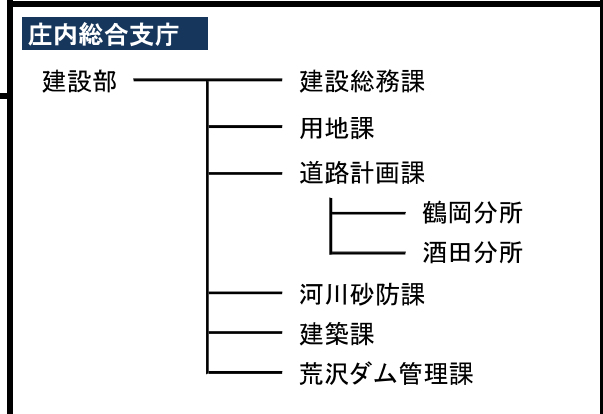 庄内総合支庁
建設部 建設総務課
用地課
道路計画課
鶴岡分所
酒田分所
河川砂防課
建築課
荒沢ダム管理課